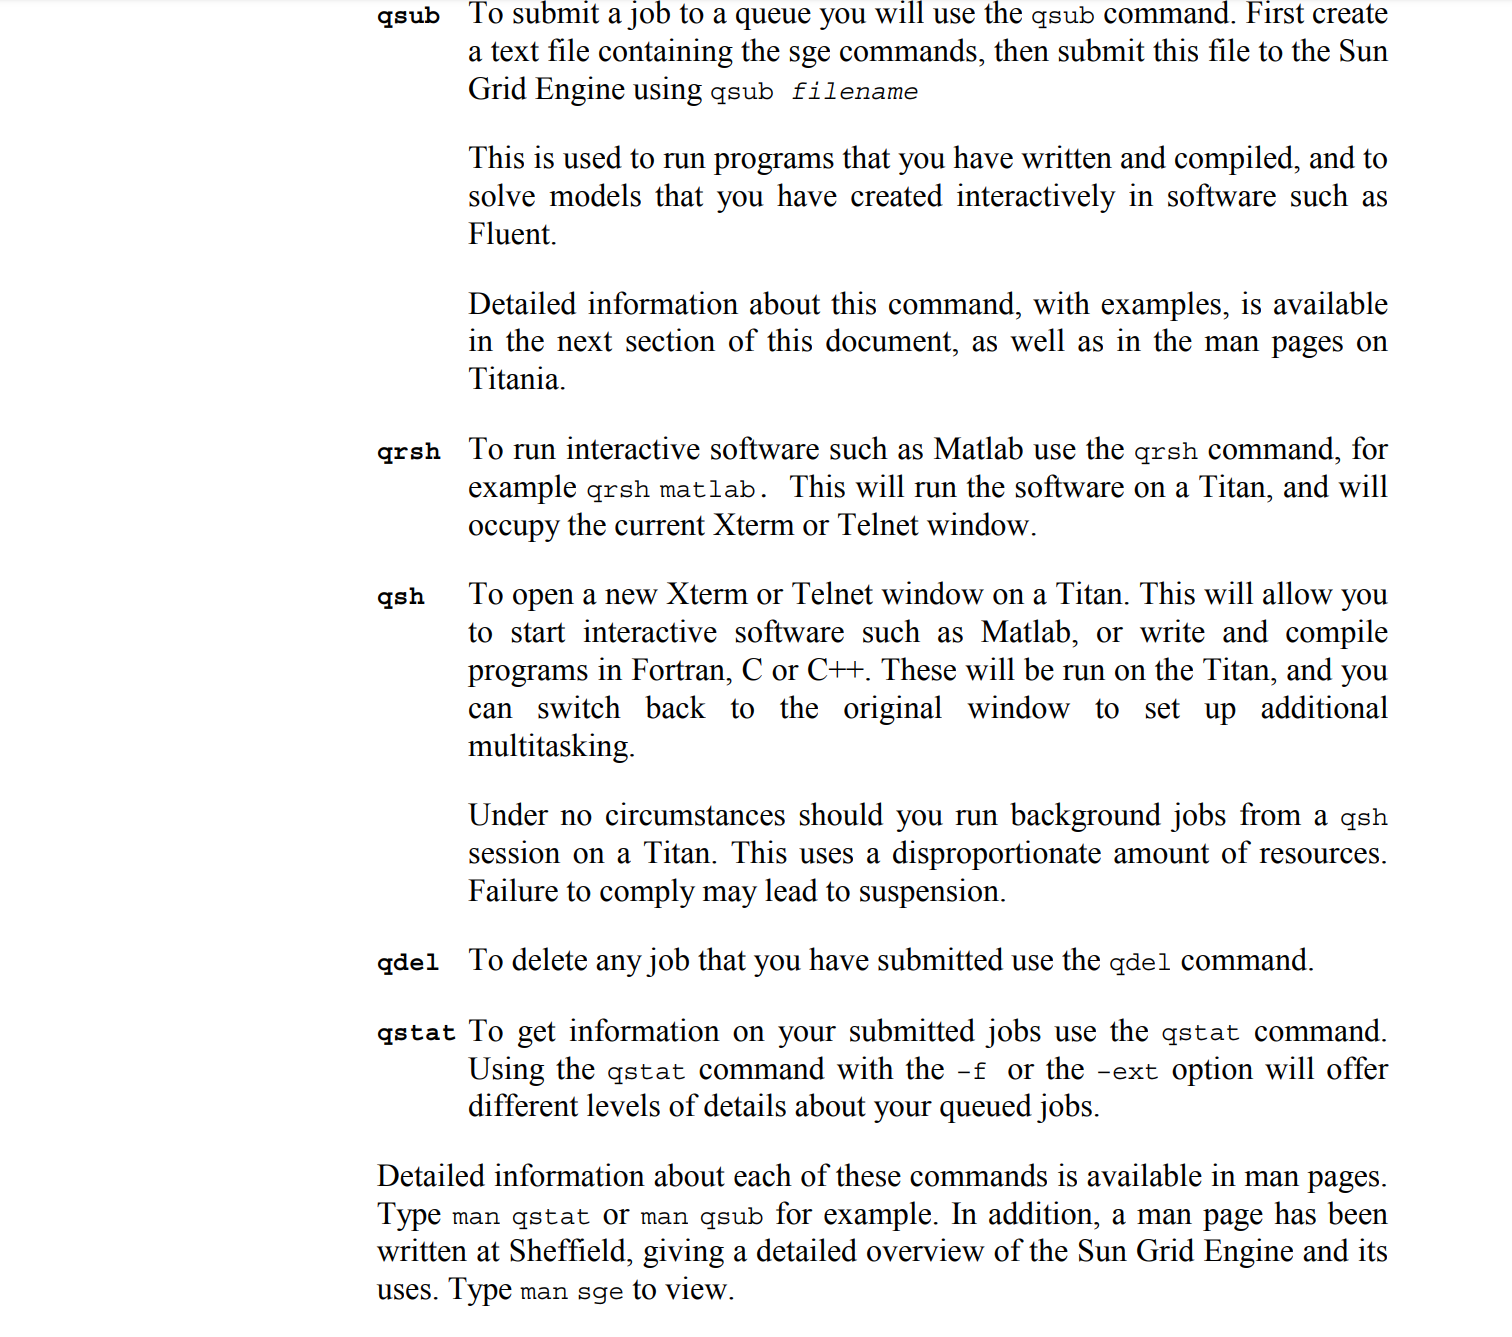 qsub To submit a job to a queue you will use the qsub command. First create
a text file containing the sge commands, then submit this file to the Sun
Grid Engine using qsub filename
This is used to run programs that you have written and compiled, and to
solve models that you have created interactively in software such as
Fluent.
Detailed information about this command, with examples, is available
in the next section of this document, as well as in the man pages on
Titania.
qrsh To run interactive software such as Matlab use the qrsh command, for
example qrsh matlab. This will run the software on a Titan, and will
occupy the current Xterm or Telnet window.
qsh To open a new Xterm or Telnet window on a Titan. This will allow you
to start interactive software such as Matlab, or write and compile
programs in Fortran, C or C++. These will be run on the Titan, and you
can switch back to the original window to set up additional
multitasking.
Under no circumstances should you run background jobs from a qsh
session on a Titan. This uses a disproportionate amount of resources.
Failure to comply may lead to suspension.
qdel To delete any job that you have submitted use the qdel command.
qstat To get information on your submitted jobs use the qstat command.
Using the qstat command with the -f or the -ext option will offer
different levels of details about your queued jobs.
Detailed information about each of these commands is available in man pages.
Type man qstat or man qsub for example. In addition, a man page has been
written at Sheffield, giving a detailed overview of the Sun Grid Engine and its
uses. Type man sge to view.